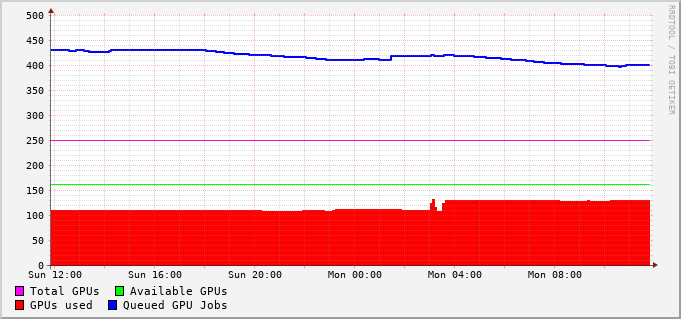 500
450
400
350
300
250
200
150
100
50
0
Sun 12:00 Sun 16:00 Sun 20:00 Mon 00:00 Mon 04:00 Mon 08:00
Total GPUs Available GPUs
GPUs used Queued GPU Jobs
RRDTOOL / TOBI OETIKER